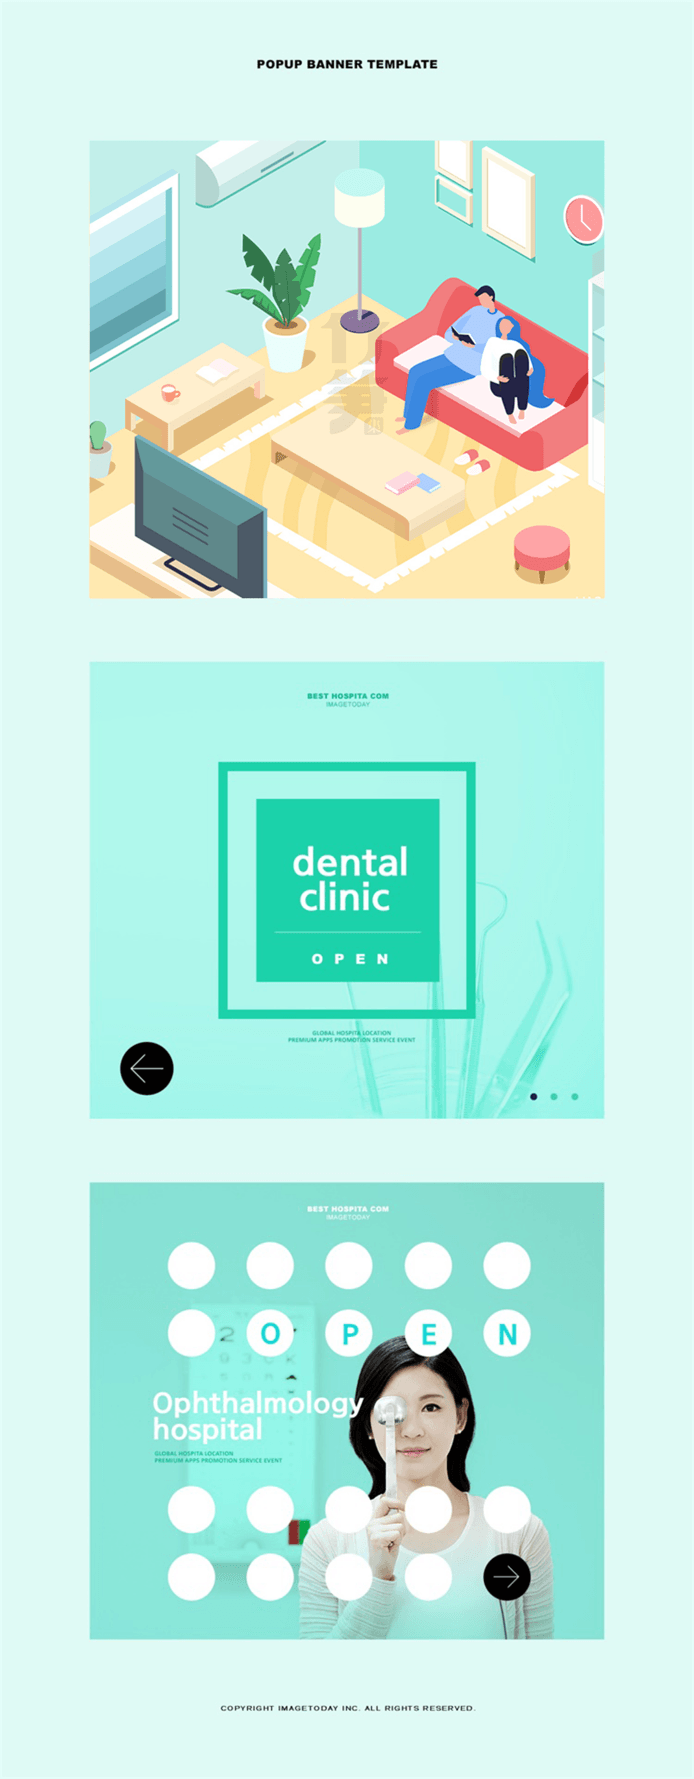 POPUP BANNER TEMPLATE
BEST HOSPITA COM
IMAGETODAY
dental
clinic
OPEN
GLOBAL HOSPITA LOCATION
PREMIUM APPS PROMOTION SERVICE EVENT
BEST HOSPITA COM
IMAGETODAY
2
O P E N
Ophthalmology
hospital
GLOBAL HOSPITA LOCATION
PREMIUM APPS PROMOTION SERVICE EVENT
COPYRIGHT IMAGETODAY INC. ALL RIGHTS RESERVED.